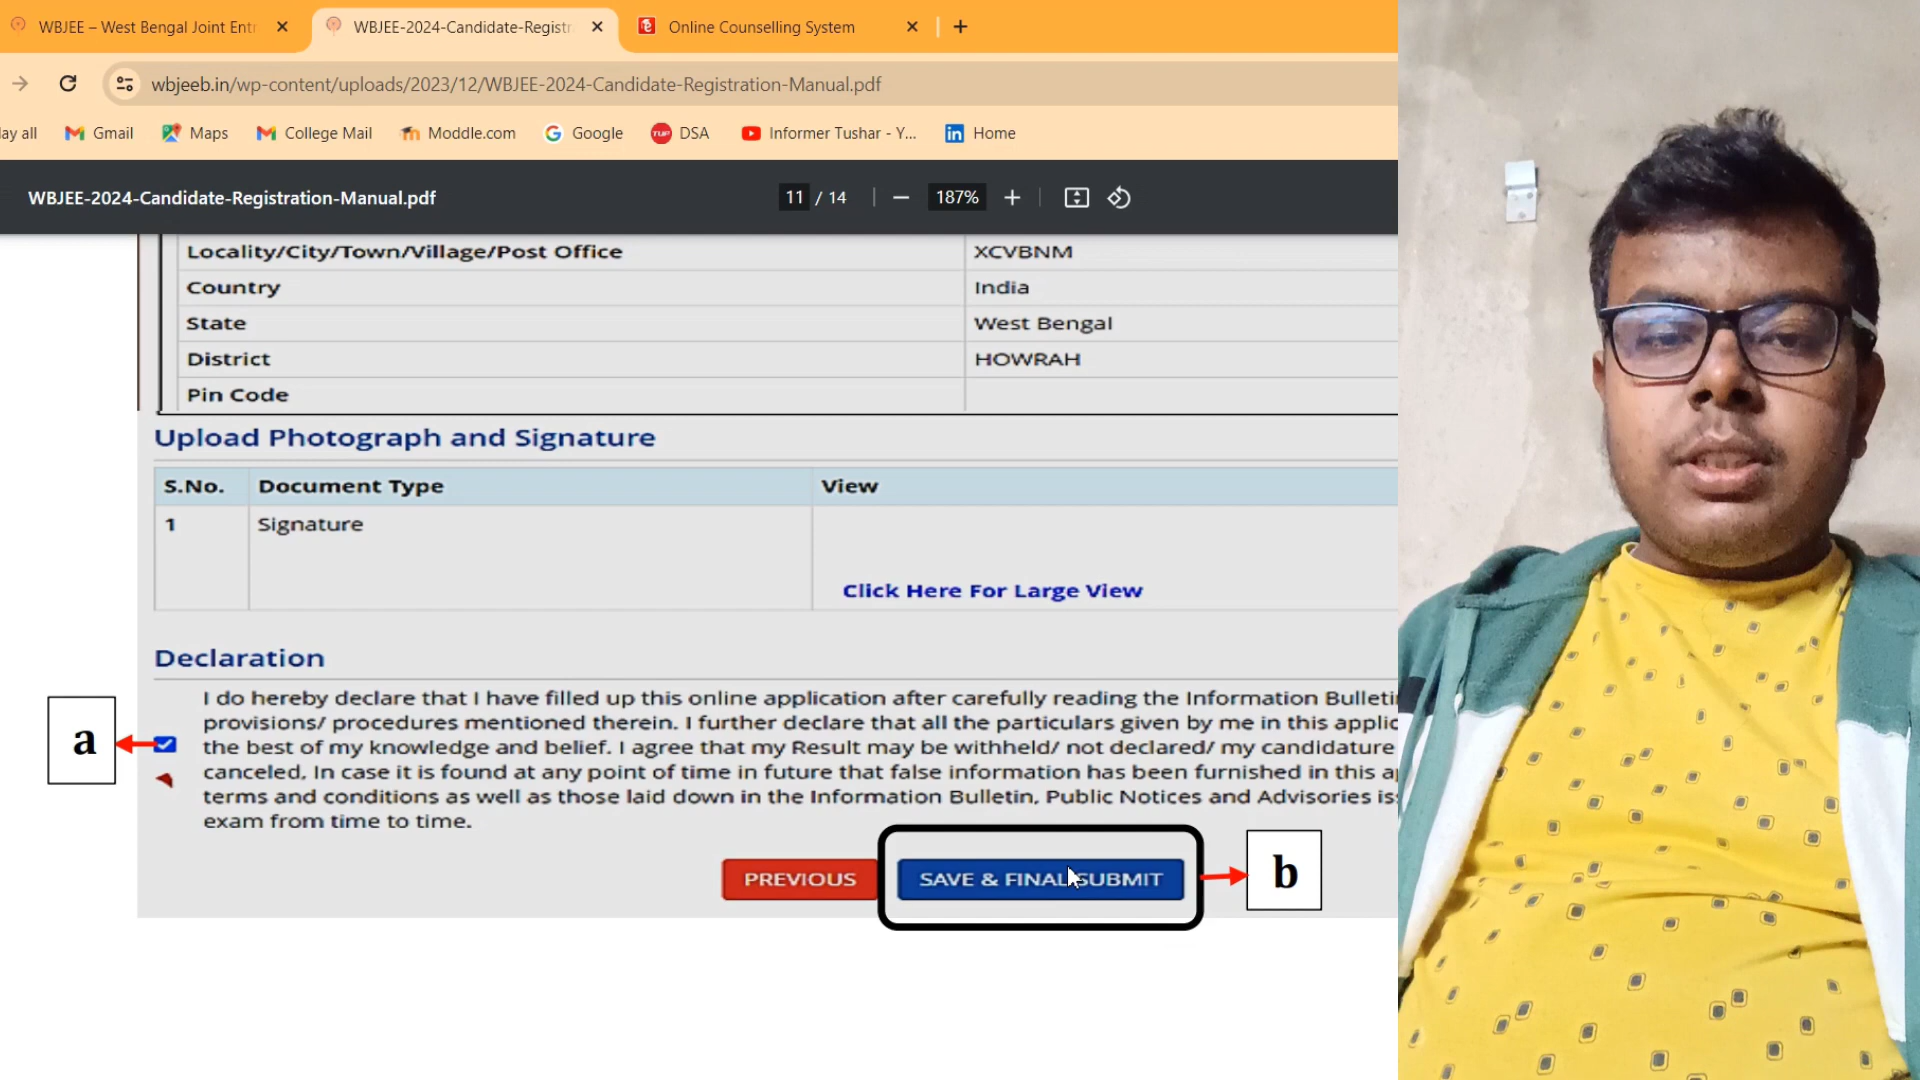 WBJEE – West Bengal Joint Entr
WBJEE-2024-Candidate-Registr
Online Counselling System
wbjeeb.in/wp-content/uploads/2023/12/WBJEE-2024-Candidate-Registration-Manual.pdf
lay all
Gmail
Maps
College Mail
Moddle.com
Google
TUF
DSA
Informer Tushar - Y...
Home
WBJEE-2024-Candidate-Registration-Manual.pdf
11 / 14
187%
Locality/City/Town/Village/Post Office XCVBNM
Country India
State West Bengal
District HOWRAH
Pin Code
Upload Photograph and Signature
S.No. Document Type View
1 Signature
Click Here For Large View
Declaration
I do hereby declare that I have filled up this online application after carefully reading the Information Bulletin
provisions/ procedures mentioned therein. I further declare that all the particulars given by me in this applic
the best of my knowledge and belief. I agree that my Result may be withheld/ not declared/ my candidature
canceled, In case it is found at any point of time in future that false information has been furnished in this a
terms and conditions as well as those laid down in the Information Bulletin, Public Notices and Advisories is
exam from time to time.
a
PREVIOUS
SAVE & FINAL SUBMIT
b